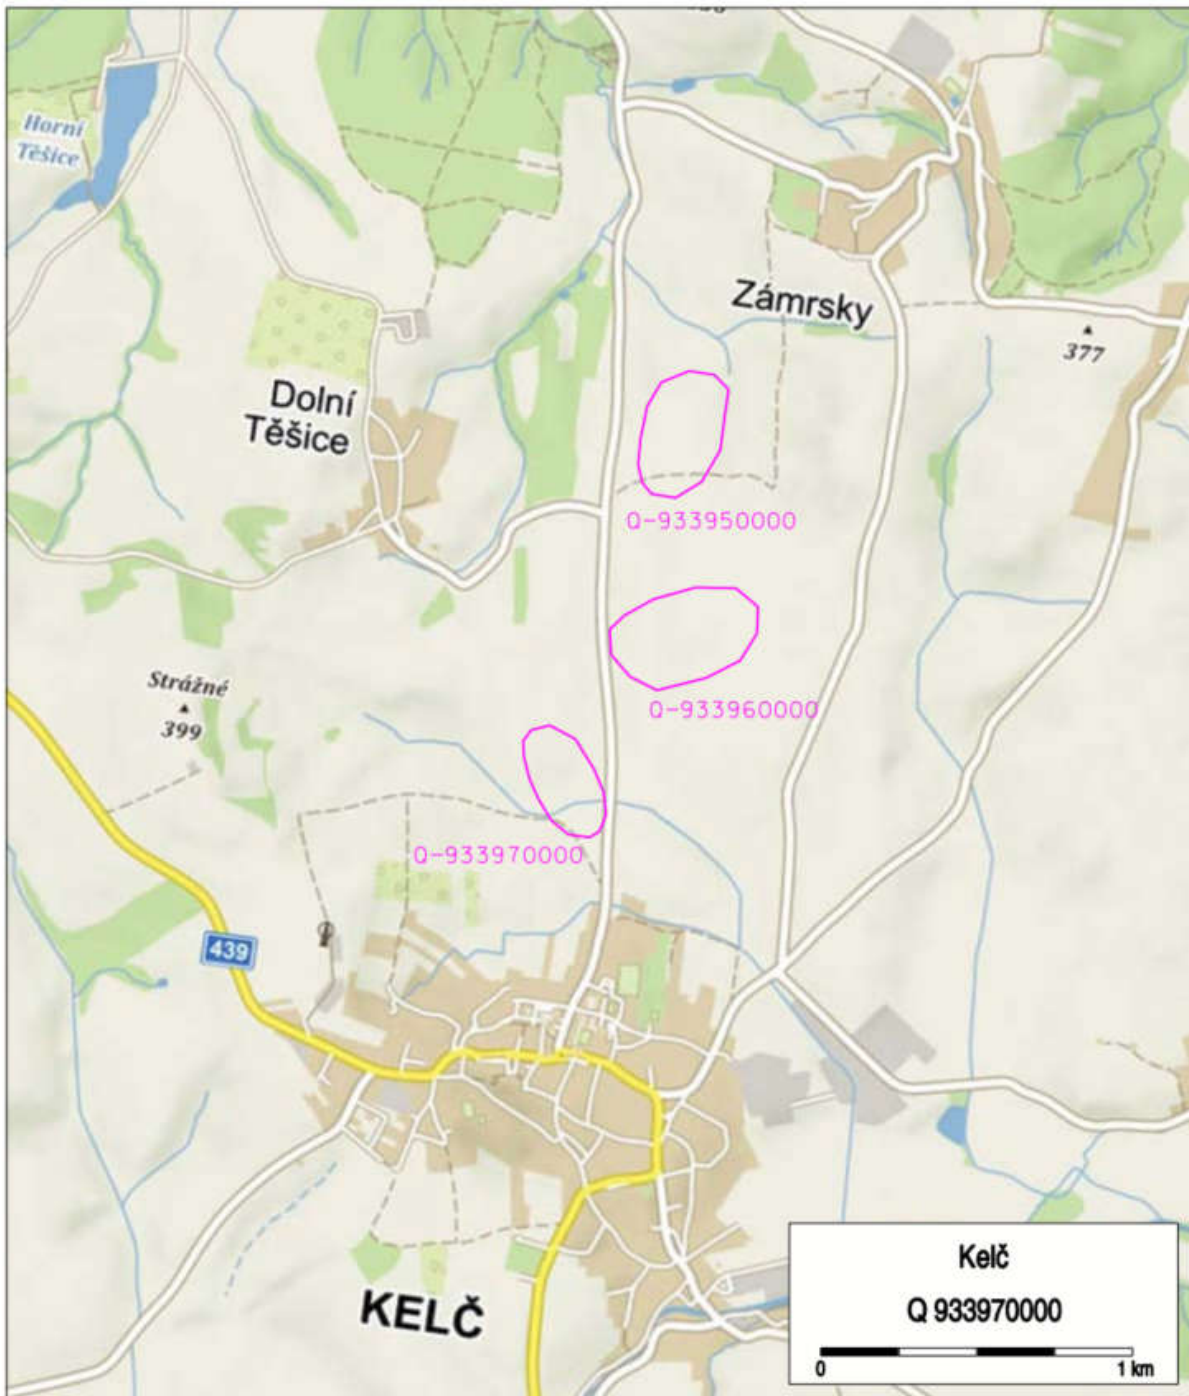 Horní
Těšice
Zámrsky
377
Dolní
Těšice
Q-933950000
Strážné
399
Q-933960000
Q-933970000
439
KELČ
Kelč
Q 933970000
0 1 km